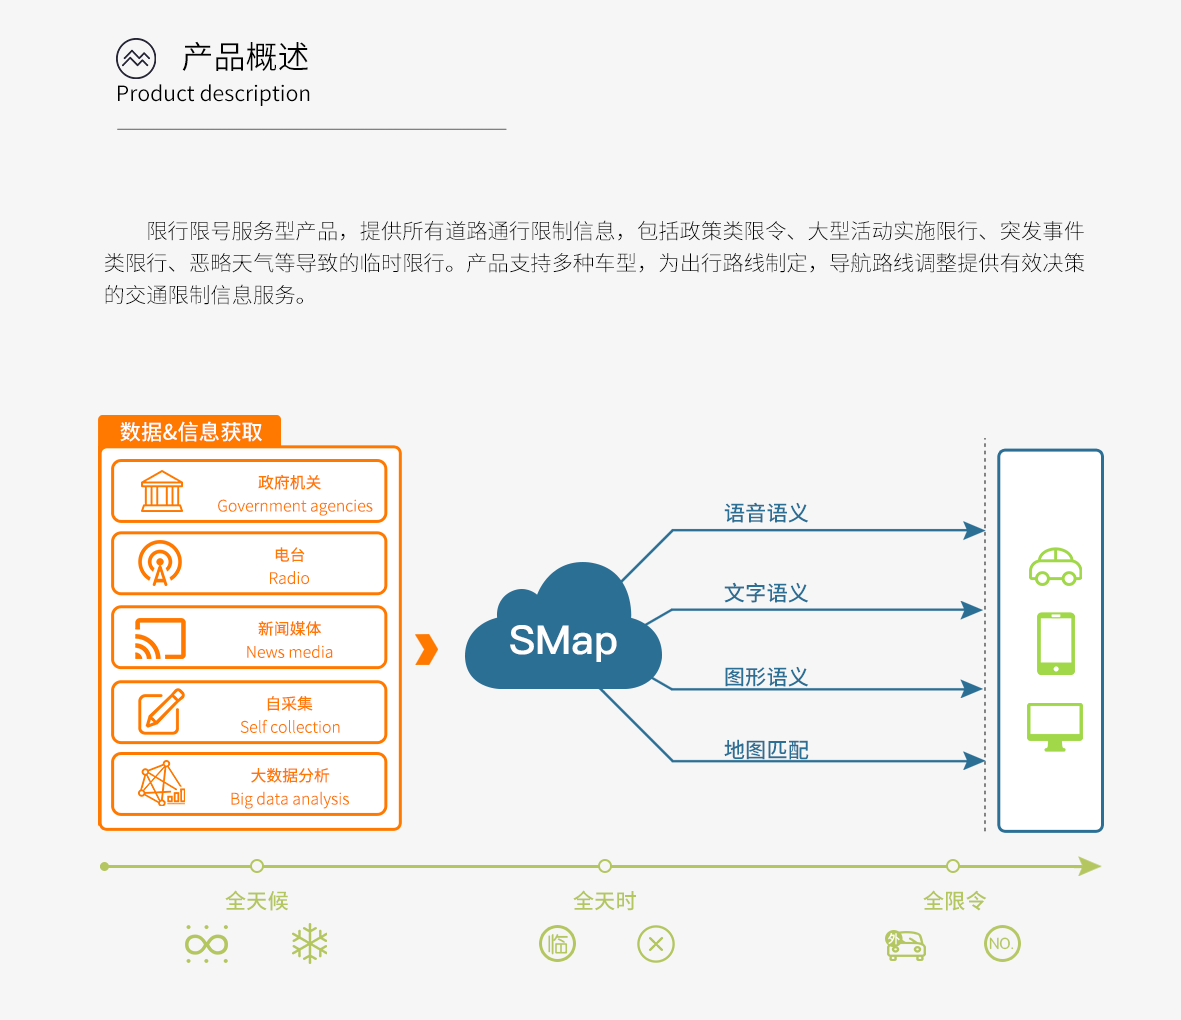 产品概述
Product description
限行限号服务型产品，提供所有道路通行限制信息，包括政策类限令、大型活动实施限行、突发事件
类限行、恶略天气等导致的临时限行。产品支持多种车型，为出行路线制定，导航路线调整提供有效决策
的交通限制信息服务。
数据&信息获取
政府机关
Government agencies
电台
Radio
新闻媒体
News media
自采集
Self collection
大数据分析
Big data analysis
SMap
语音语义
文字语义
图形语义
地图匹配
全天候
全天时
全限令
临
外
NO.